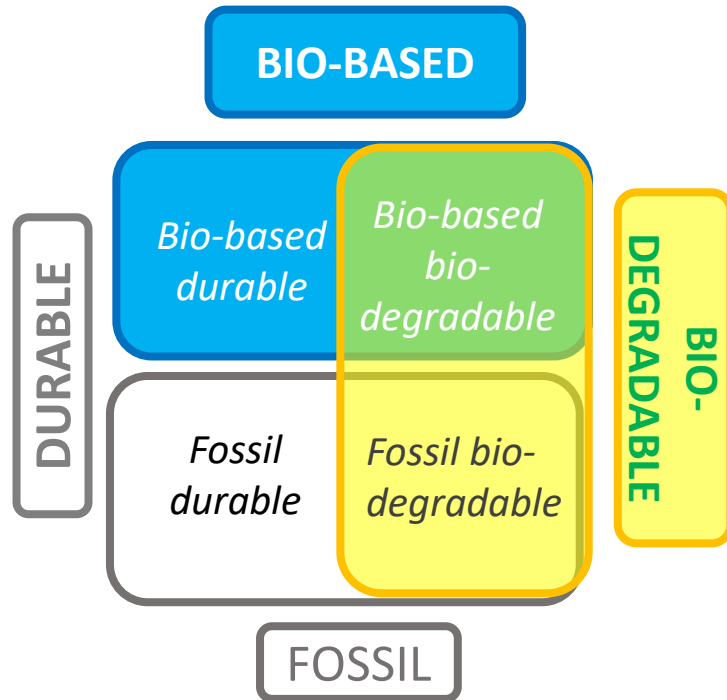 BIO-BASED
DURABLE
Bio-based
durable
Bio-based
bio-
degradable
BIO-
DEGRADABLE
Fossil
durable
Fossil bio-
degradable
FOSSIL